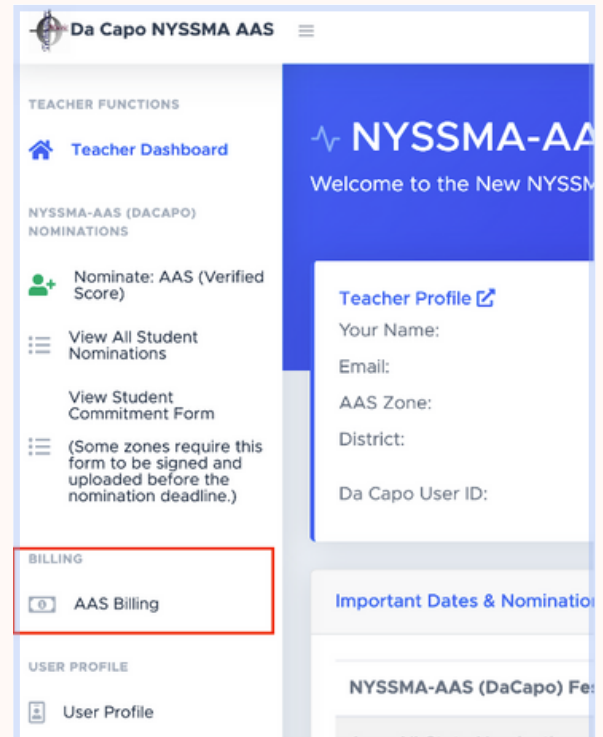 Da Capo NYSSMA AAS
TEACHER FUNCTIONS
Teacher Dashboard
NYSSMA-AAS (DACAPO)
NOMINATIONS
Nominate: AAS (Verified
Score)
View All Student
Nominations
View Student
Commitment Form
(Some zones require this
form to be signed and
uploaded before the
nomination deadline.)
BILLING
AAS Billing
USER PROFILE
User Profile
NYSSMA-AA
Welcome to the New NYSSM
Teacher Profile
Your Name:
Email:
AAS Zone:
District:
Da Capo User ID:
Important Dates & Nominatio
NYSSMA-AAS (DaCapo) Fe